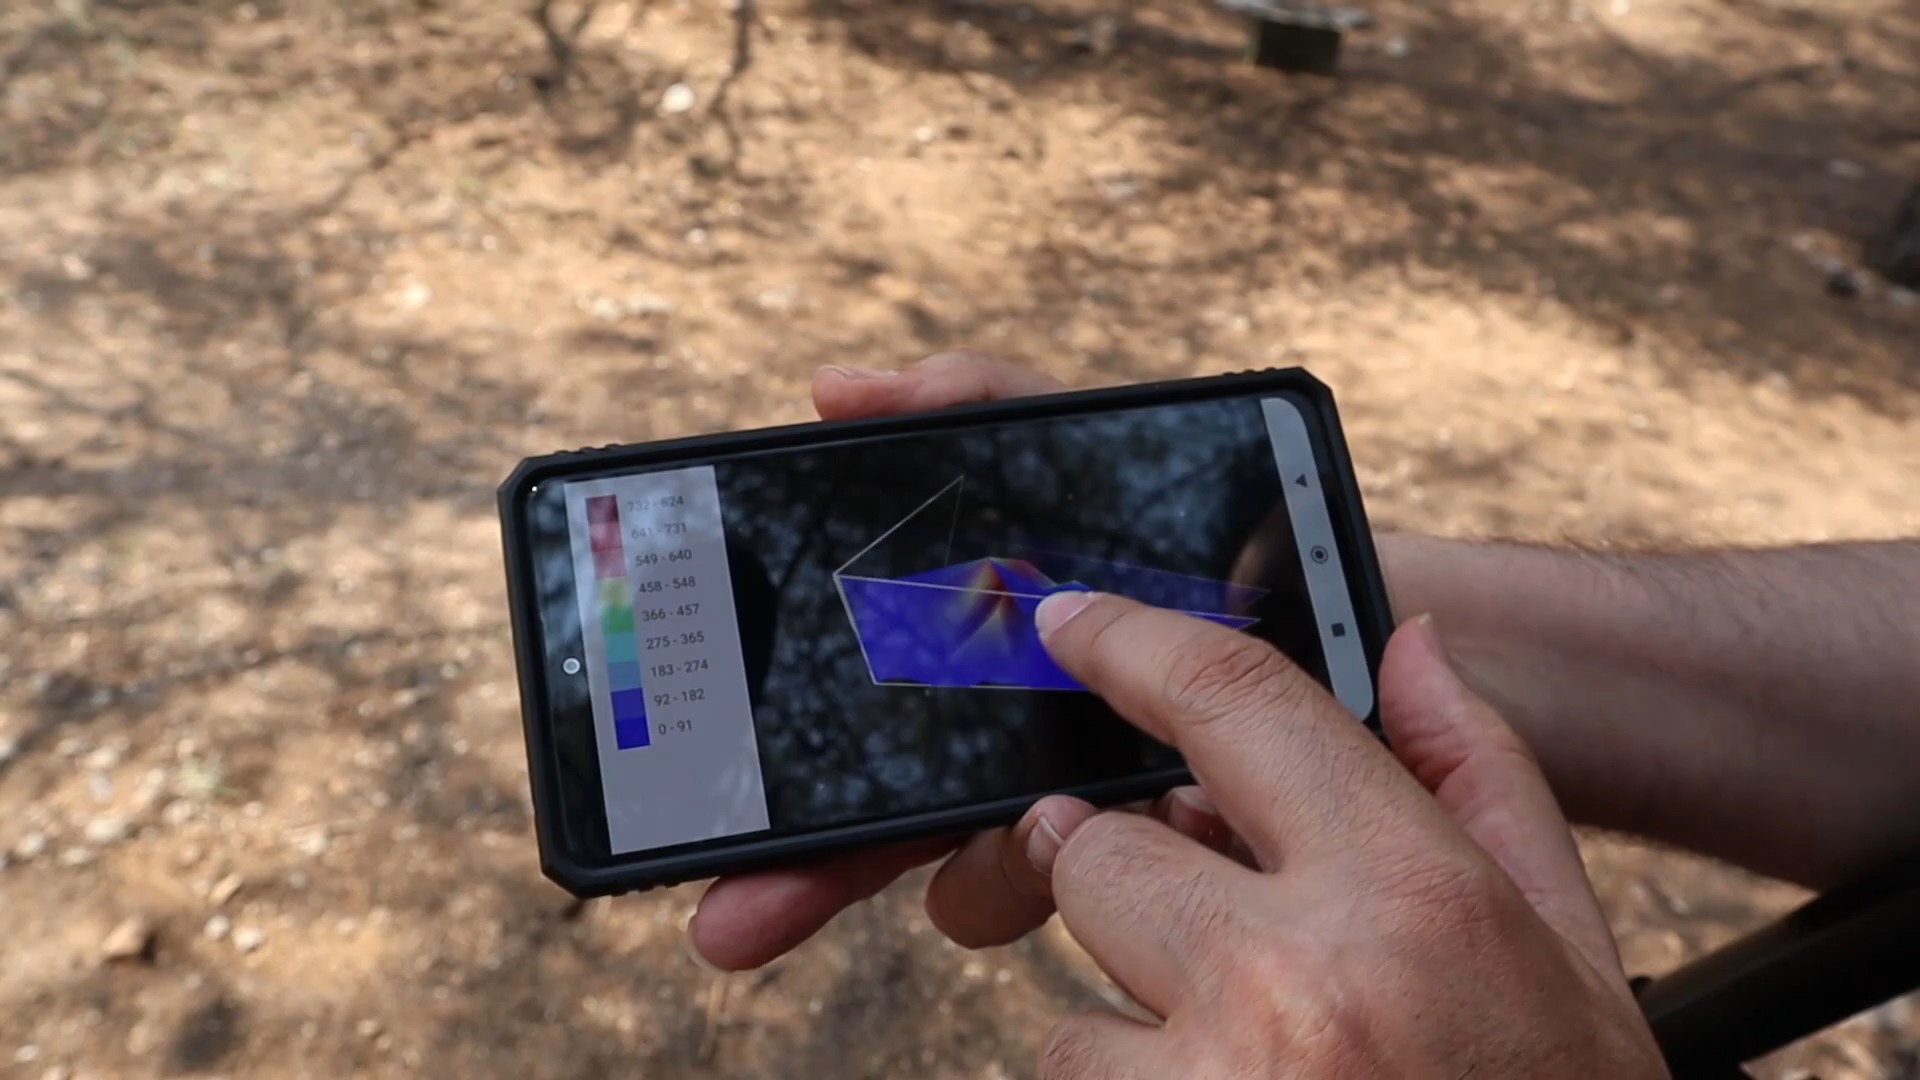 732 - 824
641 - 731
549 - 640
458 - 548
366 - 457
275 - 365
183 - 274
92 - 182
0 - 91